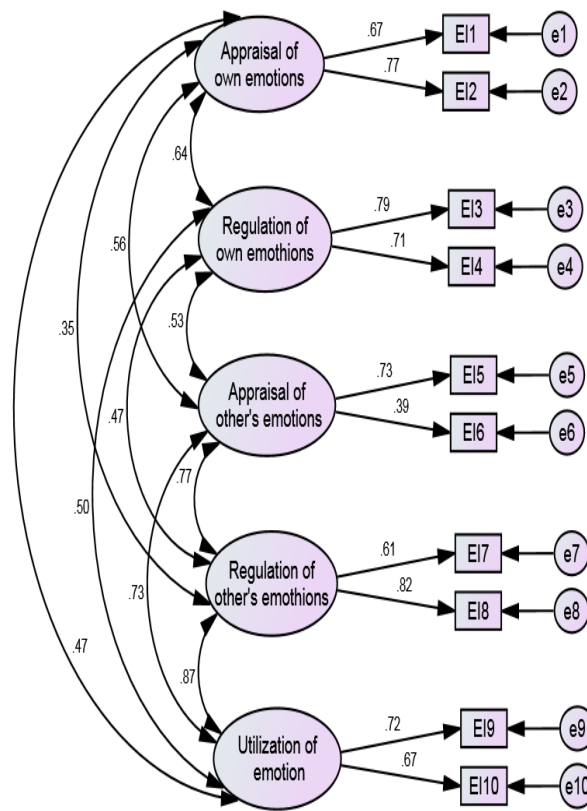 .67
EI1
e1
Appraisal of
own emotions
.77
EI2
e2
.64
.79
EI3
e3
Regulation of
own emothions
.71
EI4
e4
.56
.53
.35
.73
EI5
e5
Appraisal of
other's emotions
.39
EI6
e6
.47
.77
.50
.61
EI7
e7
Regulation of
other's emothions
.82
EI8
e8
.73
.87
.47
.72
EI9
e9
Utilization of
emotion
.67
EI10
e10